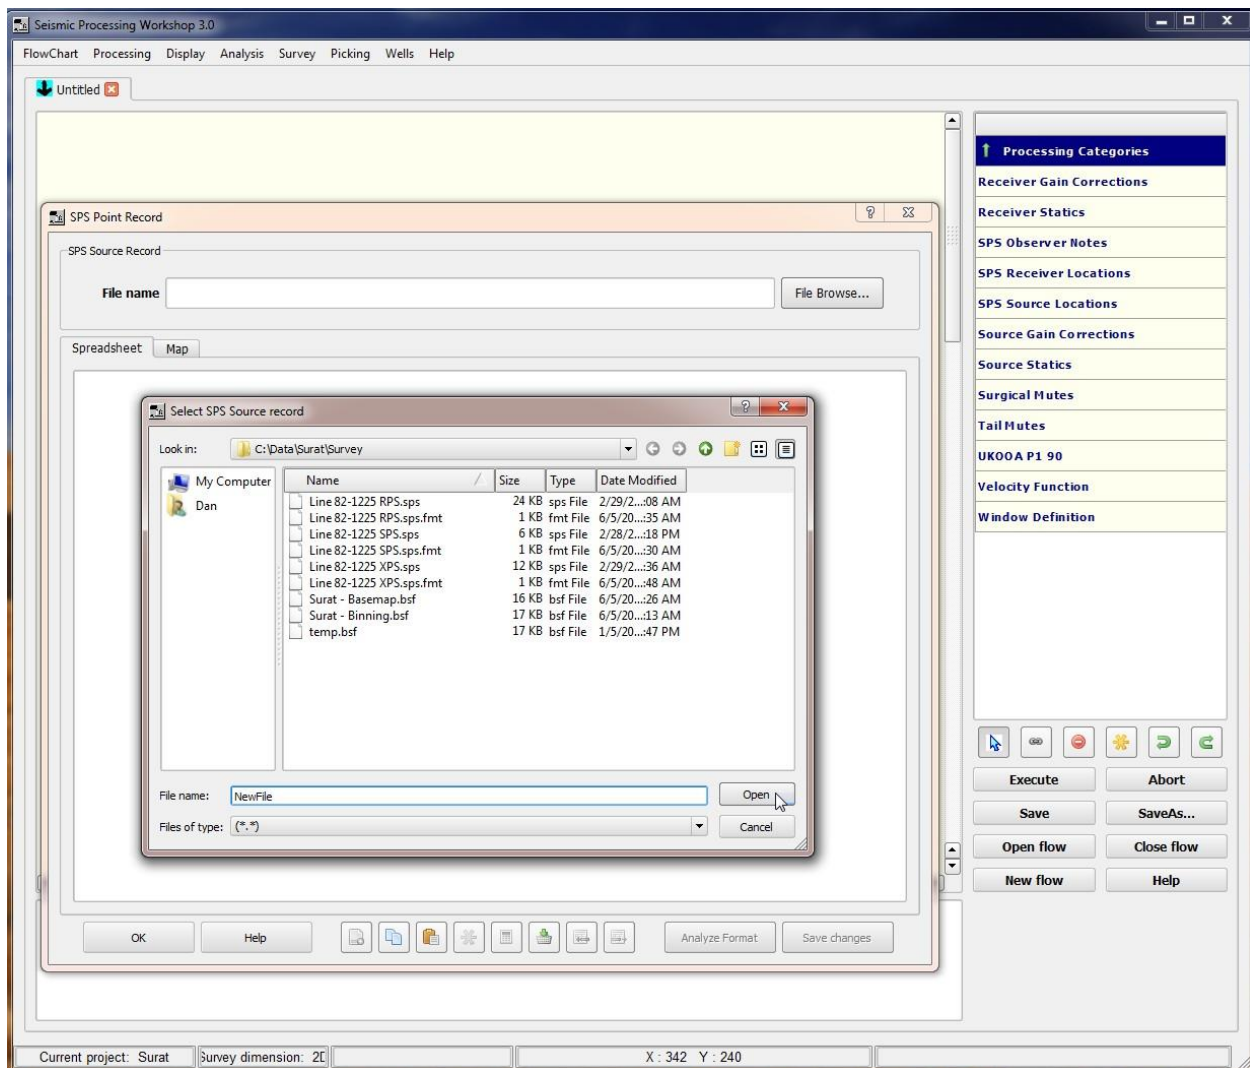 Seismic Processing Workshop 3.0
FlowChart Processing Display Analysis Survey Picking Wells Help
Untitled
Processing Categories
Receiver Gain Corrections
Receiver Statics
SPS Observer Notes
SPS Receiver Locations
SPS Source Locations
Source Gain Corrections
Source Statics
Surgical Mutes
Tail Mutes
UKOOA P1 90
Velocity Function
Window Definition
SPS Point Record
SPS Source Record
File name File Browse...
Spreadsheet Map
Select SPS Source record
Look in: C:\Data\Surat\Survey
My Computer
Dan
Name Size Type Date Modified
Line 82-1225 RPS.sps 24 KB sps File 2/29/2...:08 AM
Line 82-1225 RPS.sps.fmt 1 KB fmt File 6/5/20...:35 AM
Line 82-1225 SPS.sps 6 KB sps File 2/28/2...:18 PM
Line 82-1225 SPS.sps.fmt 1 KB fmt File 6/5/20...:30 AM
Line 82-1225 XPS.sps 12 KB sps File 2/29/2...:36 AM
Line 82-1225 XPS.sps.fmt 1 KB fmt File 6/5/20...:48 AM
Surat - Basemap.bsf 16 KB bsf File 6/5/20...:26 AM
Surat - Binning.bsf 17 KB bsf File 6/5/20...:13 AM
temp.bsf 17 KB bsf File 1/5/20...:47 PM
File name: NewFile Open
Files of type: (*.*) Cancel
OK Help Analyze Format Save changes
Execute Abort
Save SaveAs...
Open flow Close flow
New flow Help
Current project: Surat Survey dimension: 2D X : 342 Y : 240